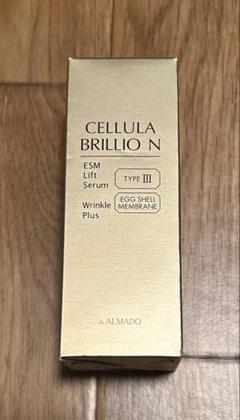 CELLULA
BRILLIO N
ESM
Lift
Serum
TYPE III
Wrinkle
Plus
EGG SHELL
MEMBRANE
ALMADO